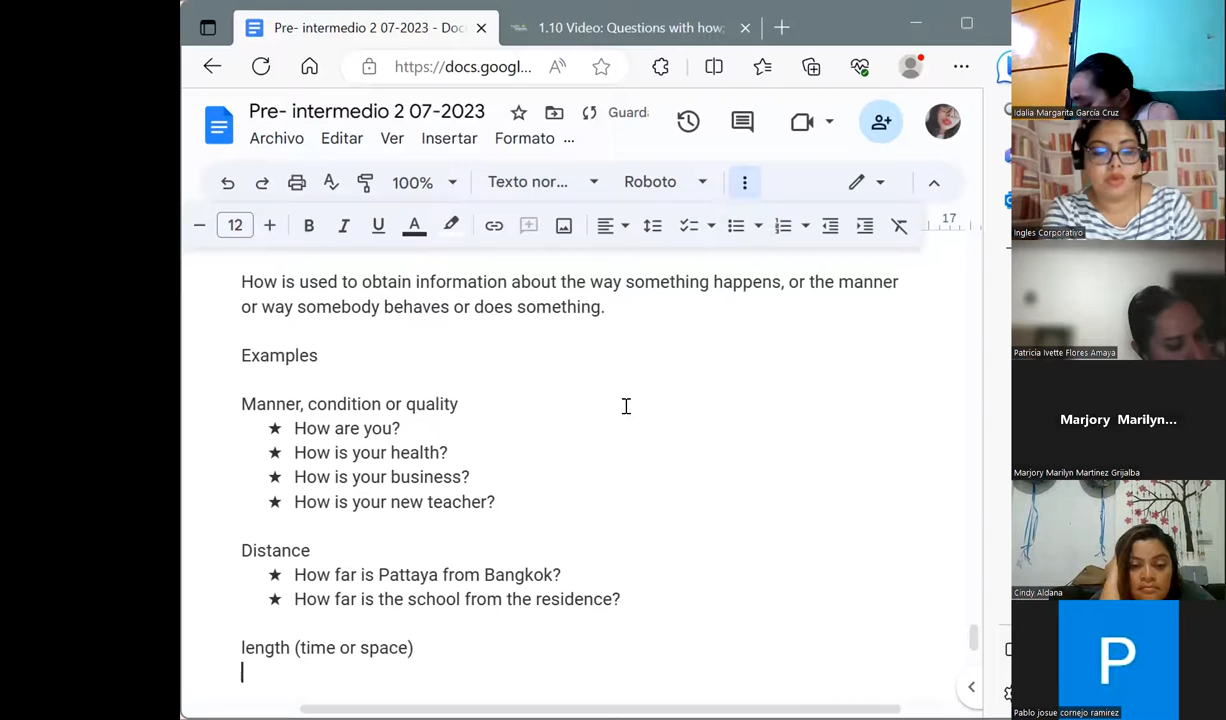 Pre- intermedio 2 07-2023 - Doc
1.10 Video: Questions with how;
https://docs.googl...
Pre- intermedio 2 07-2023
Guard
Archivo Editar Ver Insertar Formato ...
100% Texto nor... Roboto
12
17
How is used to obtain information about the way something happens, or the manner
or way somebody behaves or does something.
Examples
Manner, condition or quality
★ How are you?
★ How is your health?
★ How is your business?
★ How is your new teacher?
Distance
★ How far is Pattaya from Bangkok?
★ How far is the school from the residence?
length (time or space)
Idalia Margarita García Cruz
Ingles Corporativo
Patricia Ivette Flores Amaya
Marjory Marilyn...
Marjory Marilyn Martinez Grijalba
Cindy Aldana
P
Pablo josue cornejo ramirez